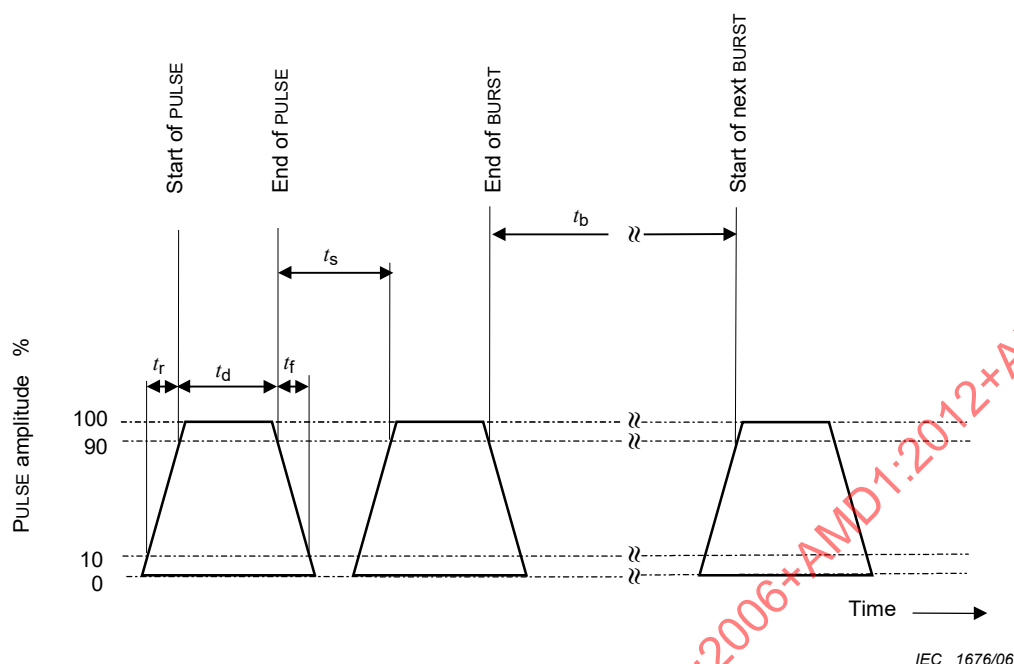 Start of PULSE
End of PULSE
End of BURST
Start of next BURST
tb
ts
tr
td
tf
PULSE amplitude %
100
90
10
0
Time
IEC 1676/06
:2006+AMD1:2012+A